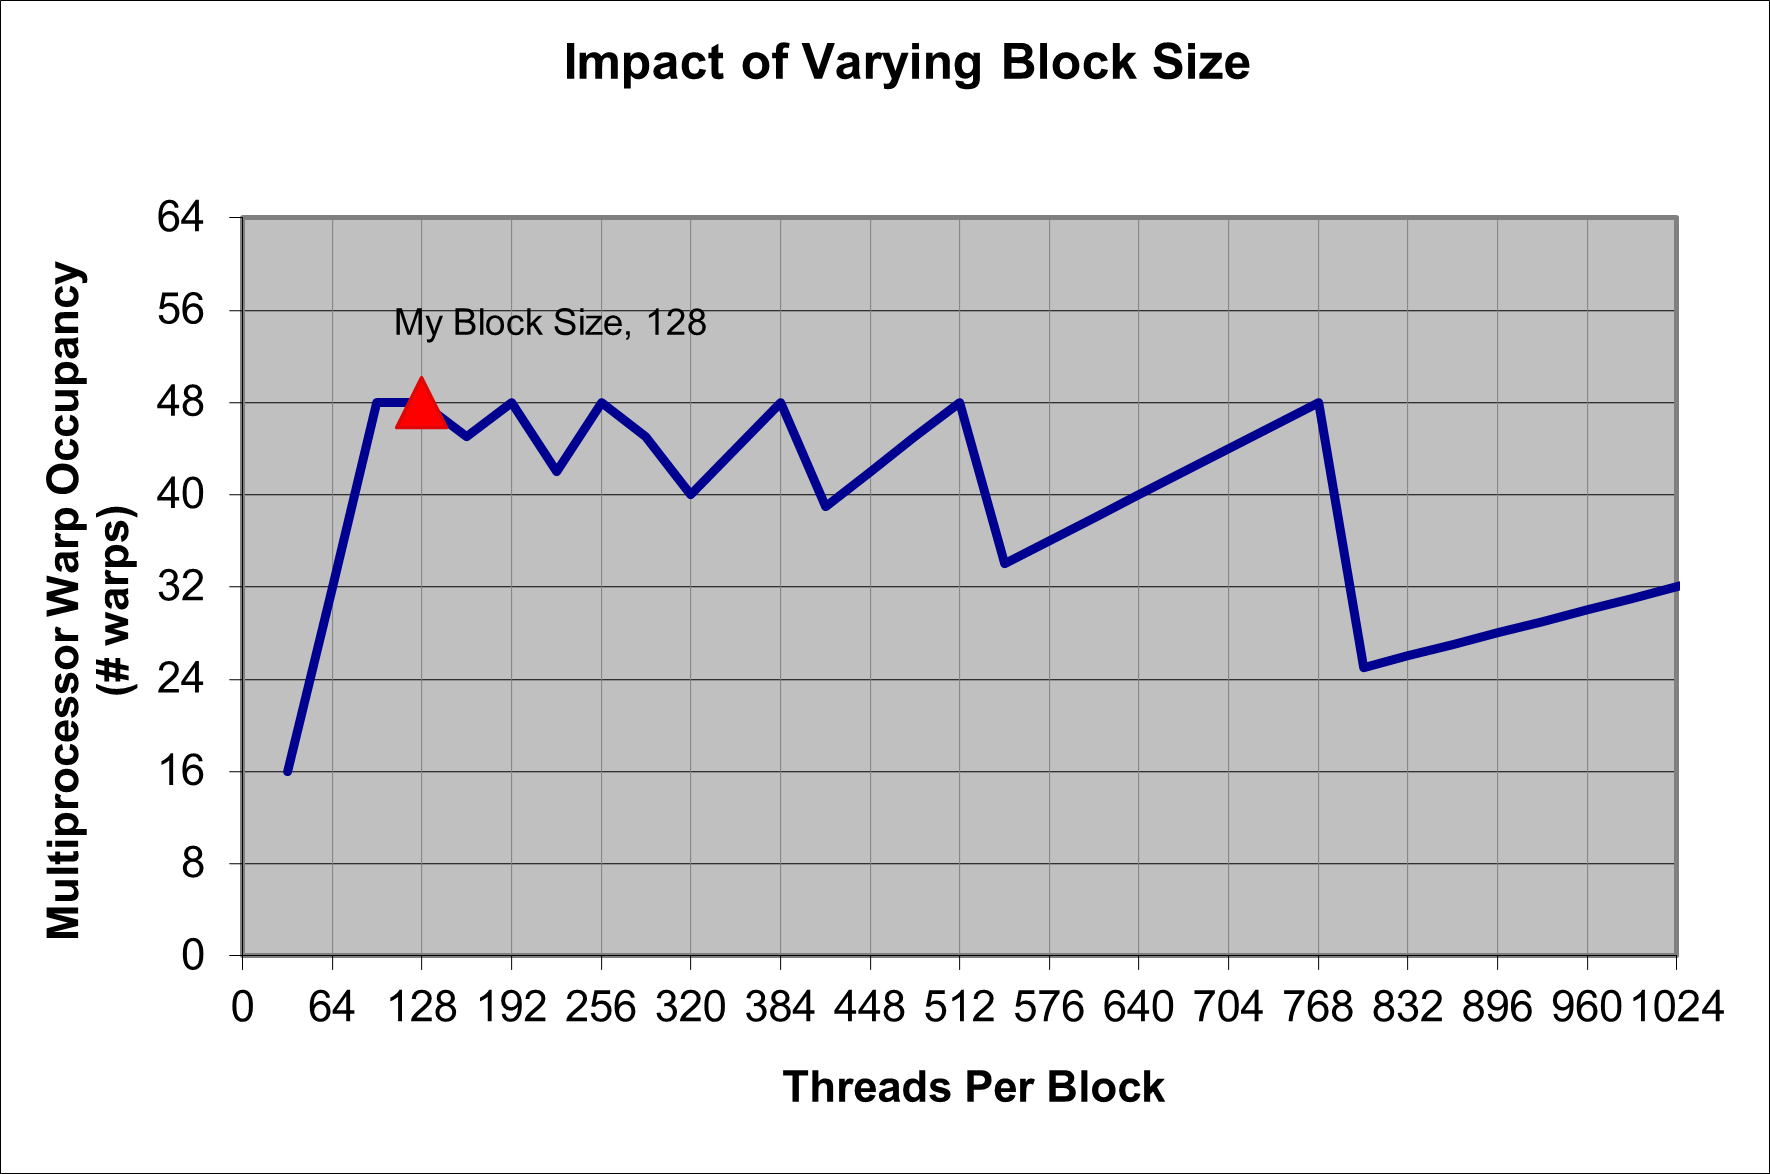 Impact of Varying Block Size
64
56
48
40
32
24
16
8
0
Multiprocessor Warp Occupancy
(# warps)
My Block Size, 128
0 64 128 192 256 320 384 448 512 576 640 704 768 832 896 960 1024
Threads Per Block